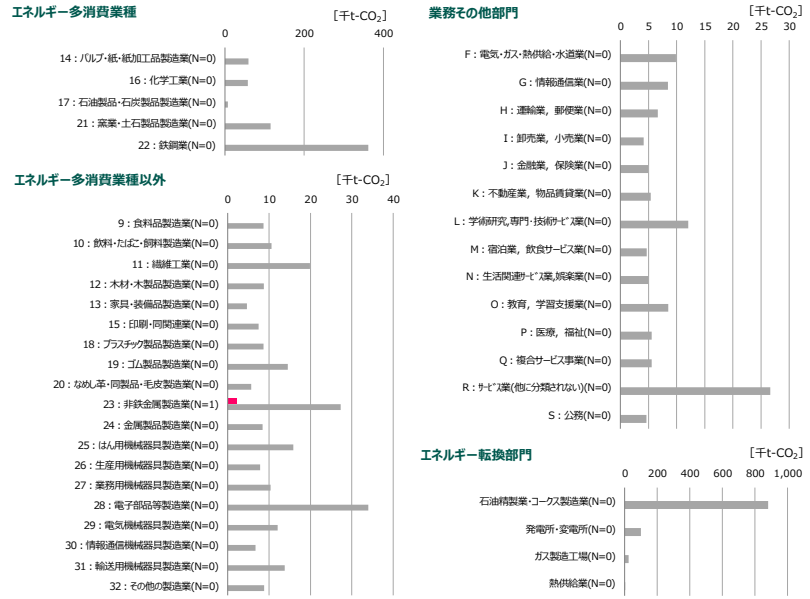 エネルギー多消費業種
[千t-CO2]
0 200 400
14：パルプ・紙・紙加工品製造業(N=0)
16：化学工業(N=0)
17：石油製品・石炭製品製造業(N=0)
21：窯業・土石製品製造業(N=0)
22：鉄鋼業(N=0)
エネルギー多消費業種以外
[千t-CO2]
0 10 20 30 40
9：食料品製造業(N=0)
10：飲料・たばこ・飼料製造業(N=0)
11：繊維工業(N=0)
12：木材・木製品製造業(N=0)
13：家具・装備品製造業(N=0)
15：印刷・同関連業(N=0)
18：プラスチック製品製造業(N=0)
19：ゴム製品製造業(N=0)
20：なめし革・同製品・毛皮製造業(N=0)
23：非鉄金属製造業(N=1)
24：金属製品製造業(N=0)
25：はん用機械器具製造業(N=0)
26：生産用機械器具製造業(N=0)
27：業務用機械器具製造業(N=0)
28：電子部品等製造業(N=0)
29：電気機械器具製造業(N=0)
30：情報通信機械器具製造業(N=0)
31：輸送用機械器具製造業(N=0)
32：その他の製造業(N=0)
業務その他部門
[千t-CO2]
0 5 10 15 20 25 30
F：電気・ガス・熱供給・水道業(N=0)
G：情報通信業(N=0)
H：運輸業，郵便業(N=0)
I：卸売業，小売業(N=0)
J：金融業，保険業(N=0)
K：不動産業，物品賃貸業(N=0)
L：学術研究,専門・技術ｻｰﾋﾞｽ業(N=0)
M：宿泊業，飲食サービス業(N=0)
N：生活関連ｻｰﾋﾞｽ業,娯楽業(N=0)
O：教育，学習支援業(N=0)
P：医療，福祉(N=0)
Q：複合サービス事業(N=0)
R：ｻｰﾋﾞｽ業(他に分類されない)(N=0)
S：公務(N=0)
エネルギー転換部門
[千t-CO2]
0 200 400 600 800 1,000
石油精製業・コークス製造業(N=0)
発電所・変電所(N=0)
ガス製造工場(N=0)
熱供給業(N=0)